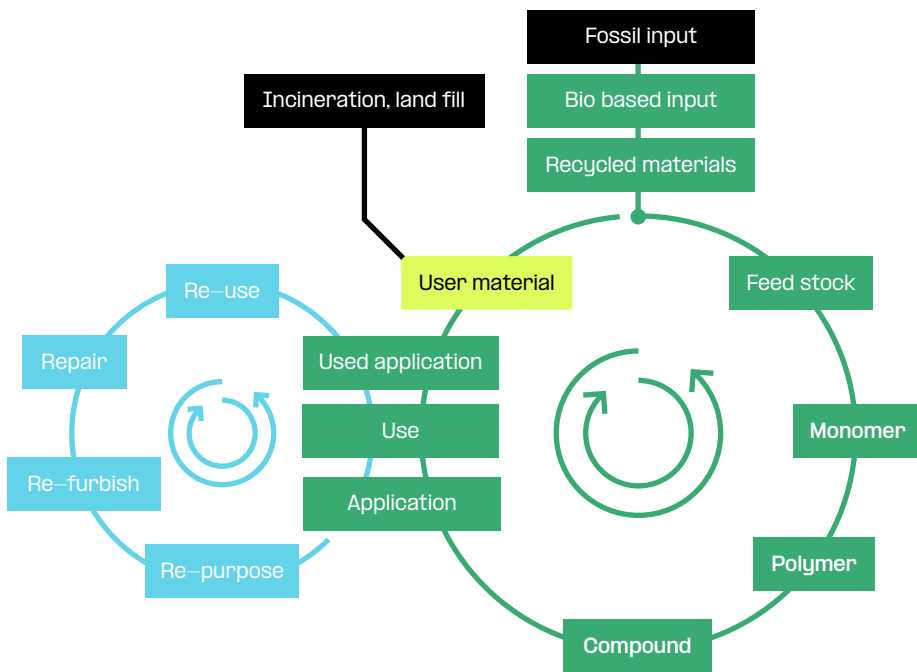 Fossil input
Incineration, land fill
Bio based input
Recycled materials
User material
Feed stock
Re-use
Repair
Used application
Use
Monomer
Re-furbish
Application
Re-purpose
Polymer
Compound